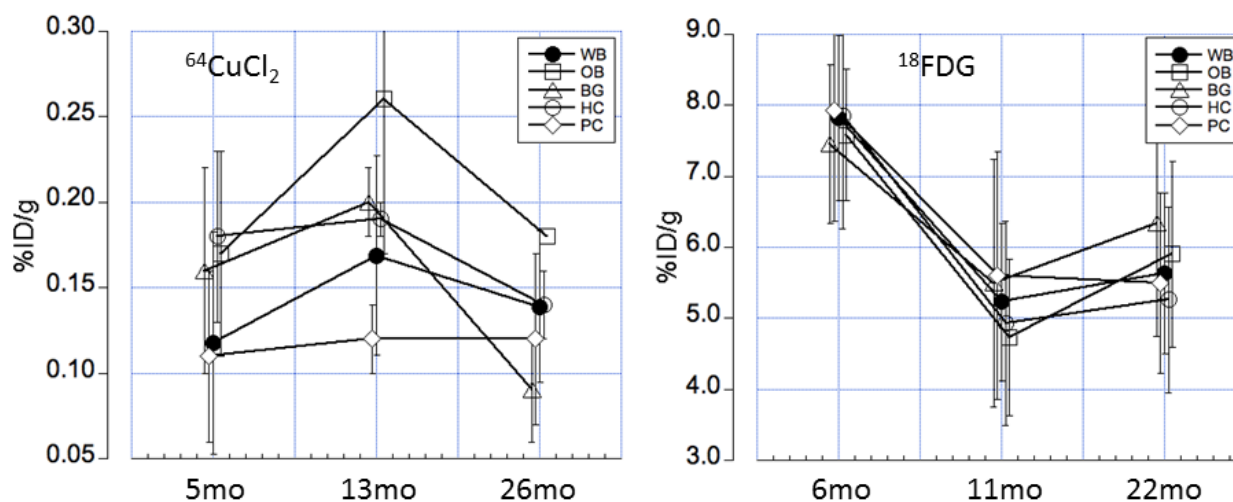 0.30
0.25
0.20
0.15
0.10
0.05
%ID/g
⁶⁴CuCl₂
WB
OB
BG
HC
PC
5mo 13mo 26mo
9.0
8.0
7.0
6.0
5.0
4.0
3.0
%ID/g
¹⁸FDG
WB
OB
BG
HC
PC
6mo 11mo 22mo